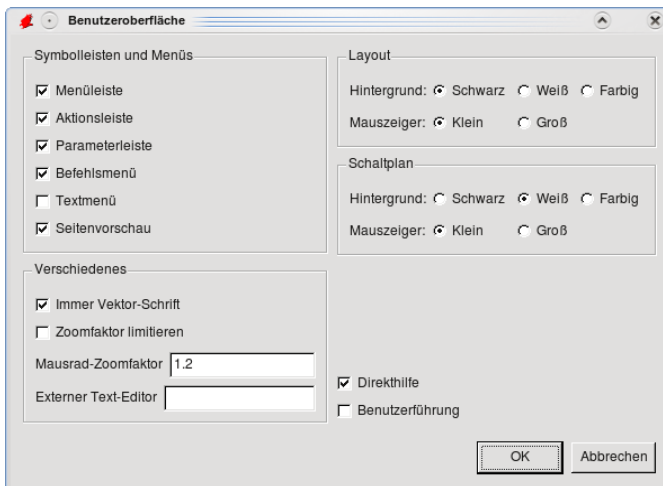 Benutzeroberfläche
Symbolleisten und Menüs
Menüleiste
Aktionsleiste
Parameterleiste
Befehlsmenü
Textmenü
Seitenvorschau
Layout
Hintergrund: Schwarz Weiß Farbig
Mauszeiger: Klein Groß
Schaltplan
Hintergrund: Schwarz Weiß Farbig
Mauszeiger: Klein Groß
Verschiedenes
Immer Vektor-Schrift
Zoomfaktor limitieren
Mausrad-Zoomfaktor 1.2
Externer Text-Editor
Direkthilfe
Benutzerführung
OK Abbrechen